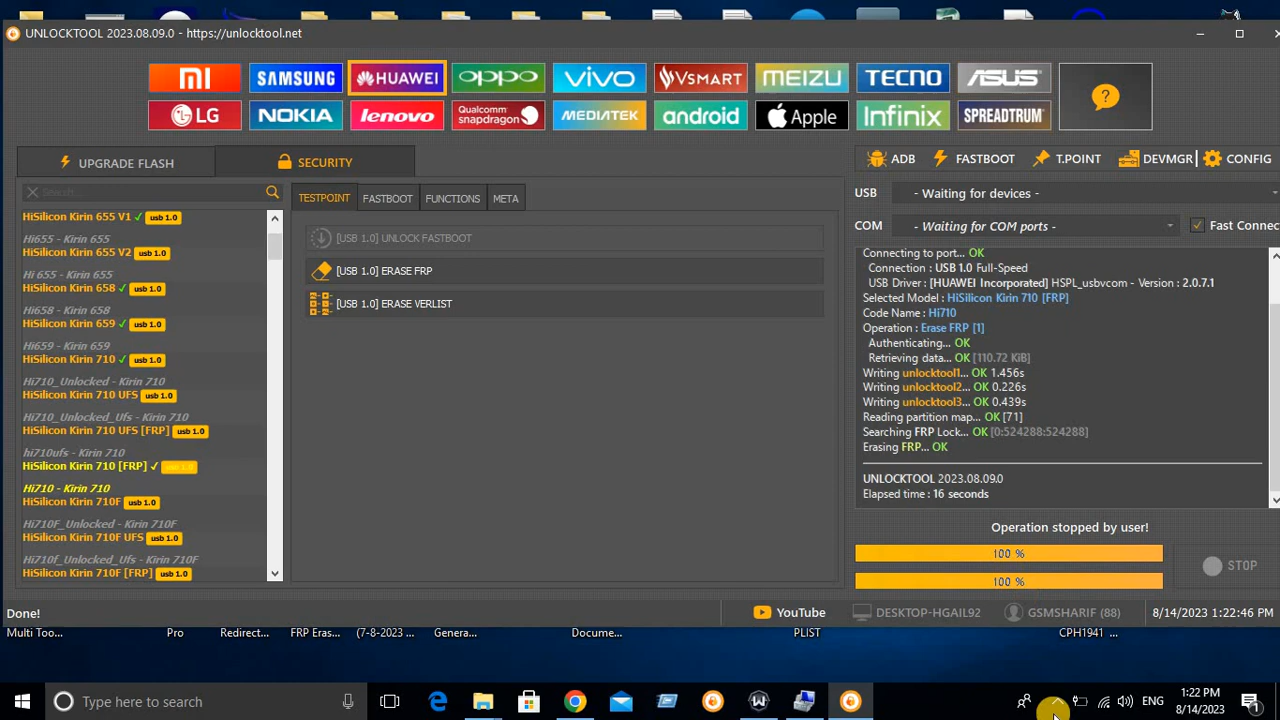 UNLOCKTOOL 2023.08.09.0 - https://unlocktool.net
mi SAMSUNG HUAWEI oppo vivo VSMART MEIZU TECNO ASUS
LG NOKIA lenovo Qualcomm snapdragon MEDIATEK android Apple Infinix SPREADTRUM
?
UPGRADE FLASH SECURITY
ADB FASTBOOT T.POINT DEVMGR CONFIG
Search...
TESTPOINT FASTBOOT FUNCTIONS META
USB - Waiting for devices -
COM - Waiting for COM ports - Fast Connec
HiSilicon Kirin 655 V1 ✓ usb 1.0
Hi655 - Kirin 655
HiSilicon Kirin 655 V2 usb 1.0
Hi 655 - Kirin 655
HiSilicon Kirin 658 ✓ usb 1.0
Hi658 - Kirin 658
HiSilicon Kirin 659 ✓ usb 1.0
Hi659 - Kirin 659
HiSilicon Kirin 710 ✓ usb 1.0
Hi710_Unlocked - Kirin 710
HiSilicon Kirin 710 UFS usb 1.0
Hi710_Unlocked_Ufs - Kirin 710
HiSilicon Kirin 710 UFS [FRP] usb 1.0
hi710ufs - Kirin 710
HiSilicon Kirin 710 [FRP] ✓ usb 1.0
Hi710 - Kirin 710
HiSilicon Kirin 710F usb 1.0
Hi710F_Unlocked - Kirin 710F
HiSilicon Kirin 710F UFS usb 1.0
Hi710f_Unlocked_Ufs - Kirin 710F
HiSilicon Kirin 710F [FRP] usb 1.0
[USB 1.0] UNLOCK FASTBOOT
[USB 1.0] ERASE FRP
[USB 1.0] ERASE VERLIST
Connecting to port... OK
Connection : USB 1.0 Full-Speed
USB Driver : [HUAWEI Incorporated] HSPL_usbvcom - Version : 2.0.7.1
Selected Model : HiSilicon Kirin 710 [FRP]
Code Name : Hi710
Operation : Erase FRP [1]
Authenticating... OK
Retrieving data... OK [110.72 KiB]
Writing unlocktool1... OK 1.456s
Writing unlocktool2... OK 0.226s
Writing unlocktool3... OK 0.439s
Reading partition map... OK [71]
Searching FRP Lock... OK [0:524288:524288]
Erasing FRP... OK
UNLOCKTOOL 2023.08.09.0
Elapsed time : 16 seconds
Operation stopped by user!
100 %
100 %
STOP
Done! YouTube DESKTOP-HGAIL92 GSMSHARIF (88) 8/14/2023 1:22:46 PM
Multi Too... Pro Redirect... FRP Eras... (7-8-2023 ... Genera... Docume... PLIST CPH1941 ...
Type here to search
ENG
1:22 PM
8/14/2023
1